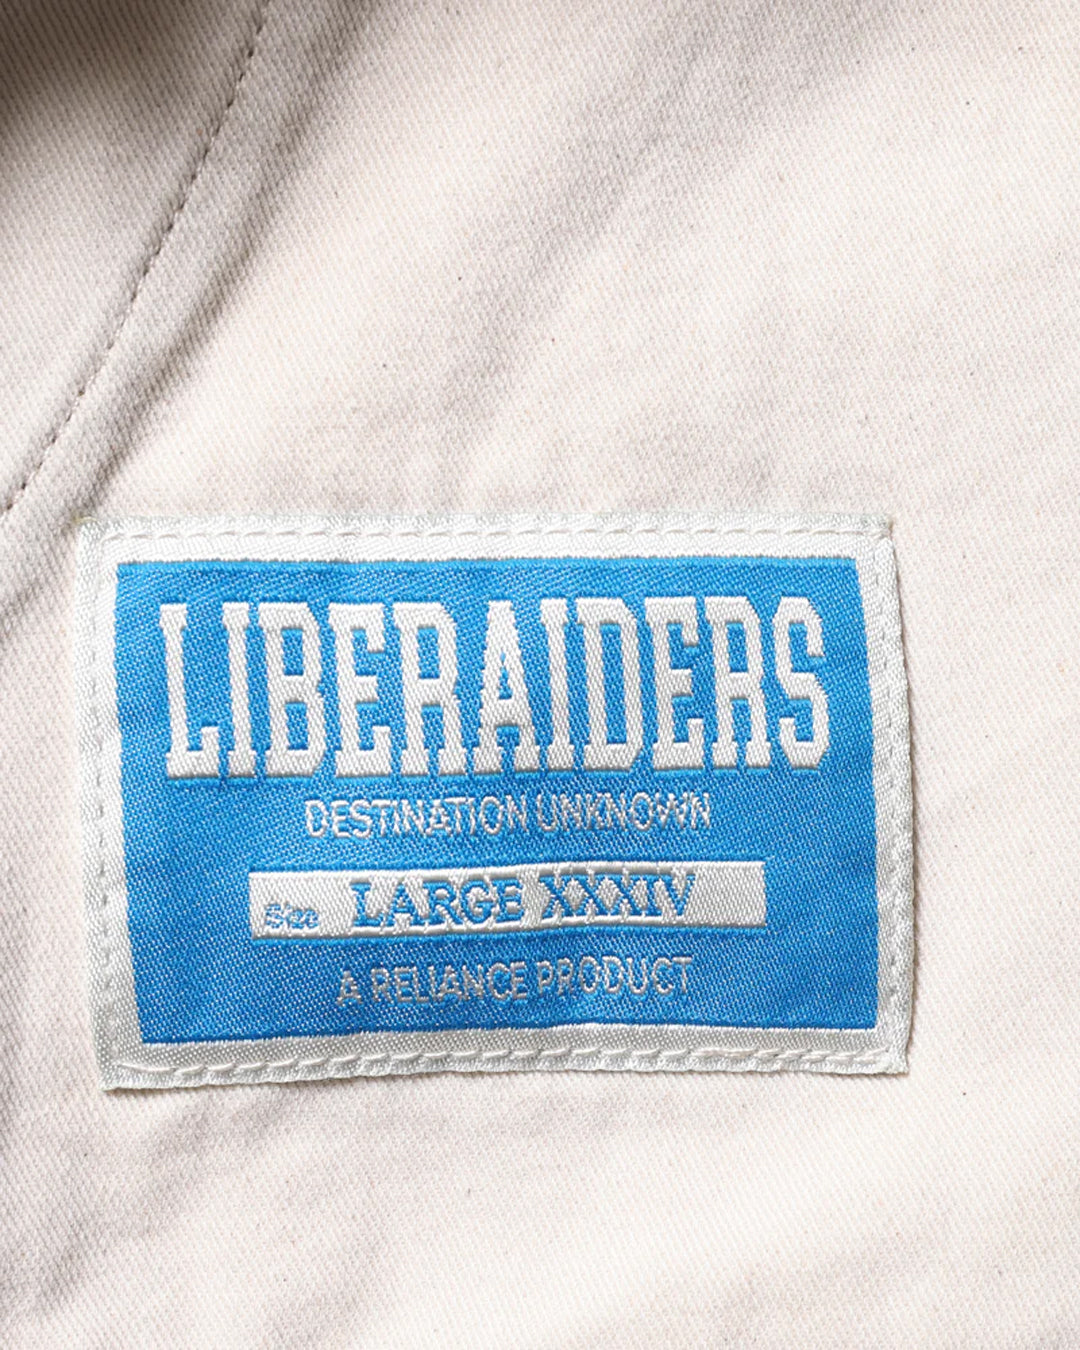 LIBERAIDERS
DESTINATION UNKNOWN
Size LARGE XXXIV
A RELIANCE PRODUCT